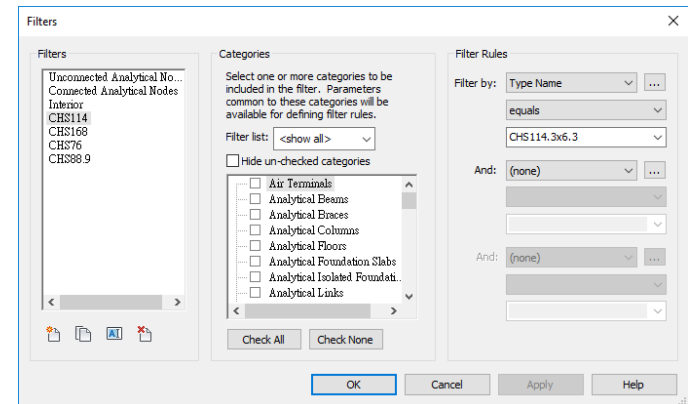 Filters
Filters
Unconnected Analytical No...
Connected Analytical Nodes
Interior
CHS114
CHS168
CHS76
CHS88.9
Categories
Select one or more categories to be
included in the filter. Parameters
common to these categories will be
available for defining filter rules.
Filter list: <show all>
Hide un-checked categories
Air Terminals
Analytical Beams
Analytical Braces
Analytical Columns
Analytical Floors
Analytical Foundation Slabs
Analytical Isolated Foundati..
Analytical Links
Check All Check None
Filter Rules
Filter by: Type Name ...
equals
CHS114.3x6.3
And: (none) ...
And: (none) ...
OK Cancel Apply Help